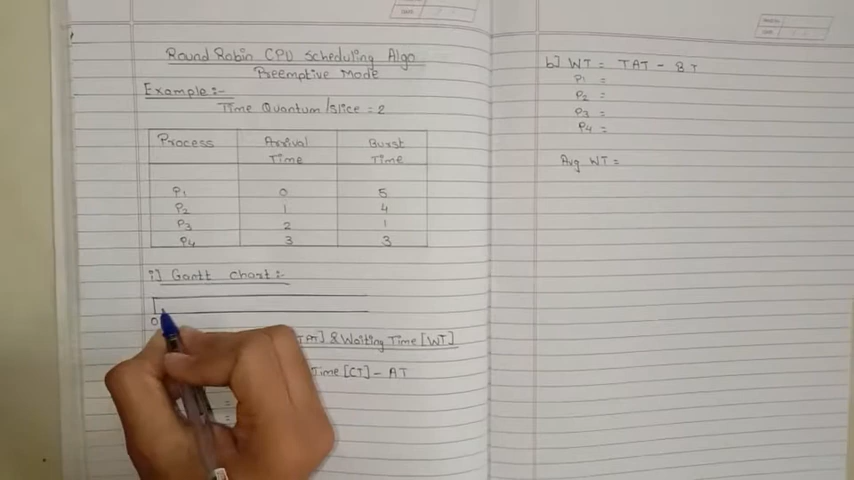 Round Robin CPU Scheduling Algo
Preemptive Mode
Example:-
Time Quantum/Slice = 2
Process Arrival Time Burst Time
P1 0 5
P2 1 4
P3 2 1
P4 3 3
i] Gantt chart:-
0
TAT] & Waiting Time [WT]
Time [CT] - AT
=
=
b] WT = TAT - BT
P1 =
P2 =
P3 =
P4 =
Avg WT =